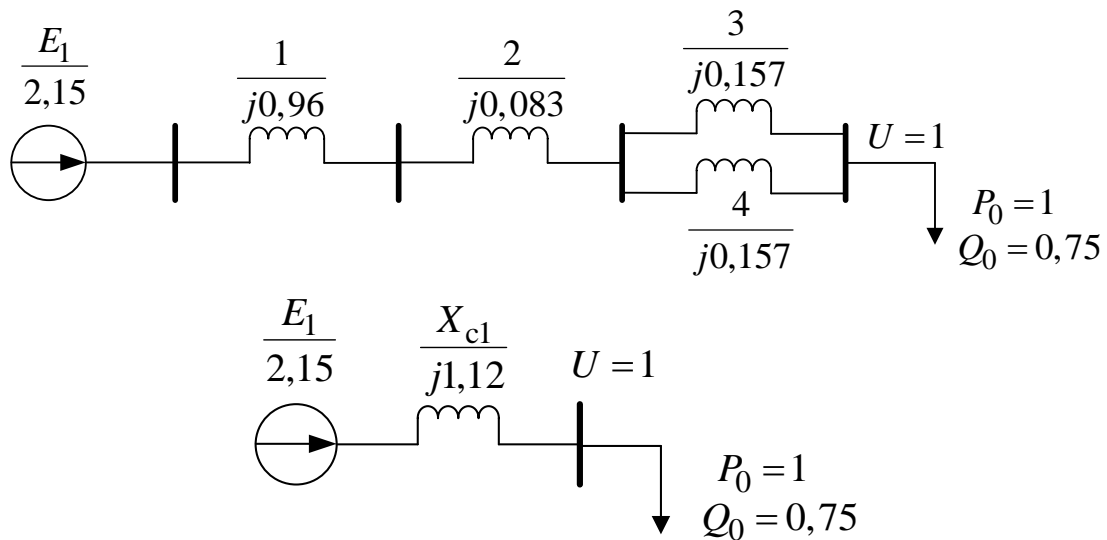 E₁
2,15
1
j0,96
2
j0,083
3
j0,157
4
j0,157
U = 1
P₀ = 1
Q₀ = 0,75
E₁
2,15
X_c1
j1,12
U = 1
P₀ = 1
Q₀ = 0,75